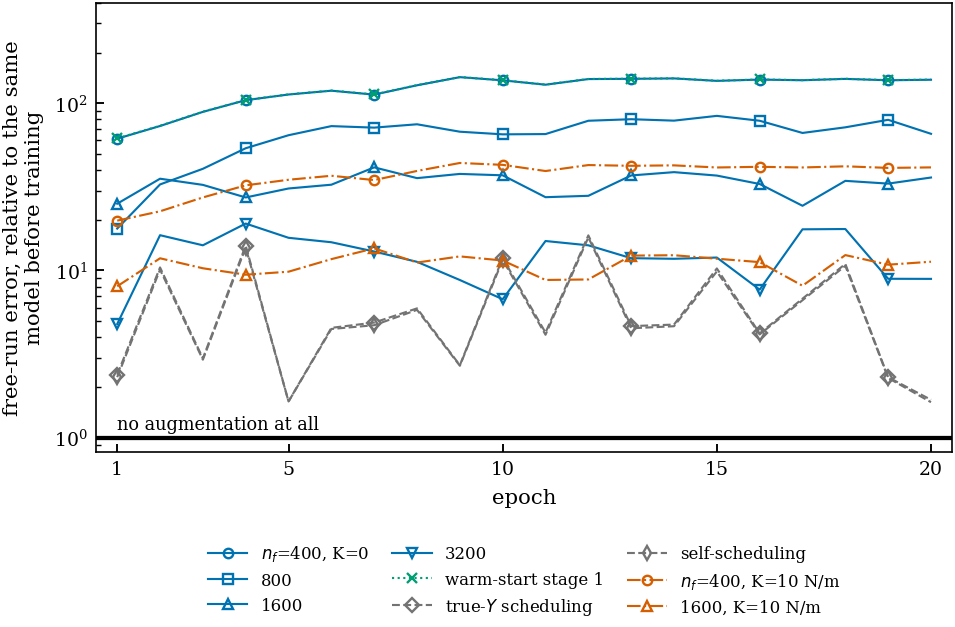 free-run error, relative to the same
model before training
10²
10¹
10⁰
no augmentation at all
1
5
10
15
20
epoch
n_f=400, K=0
800
1600
3200
warm-start stage 1
true-Y scheduling
self-scheduling
n_f=400, K=10 N/m
1600, K=10 N/m